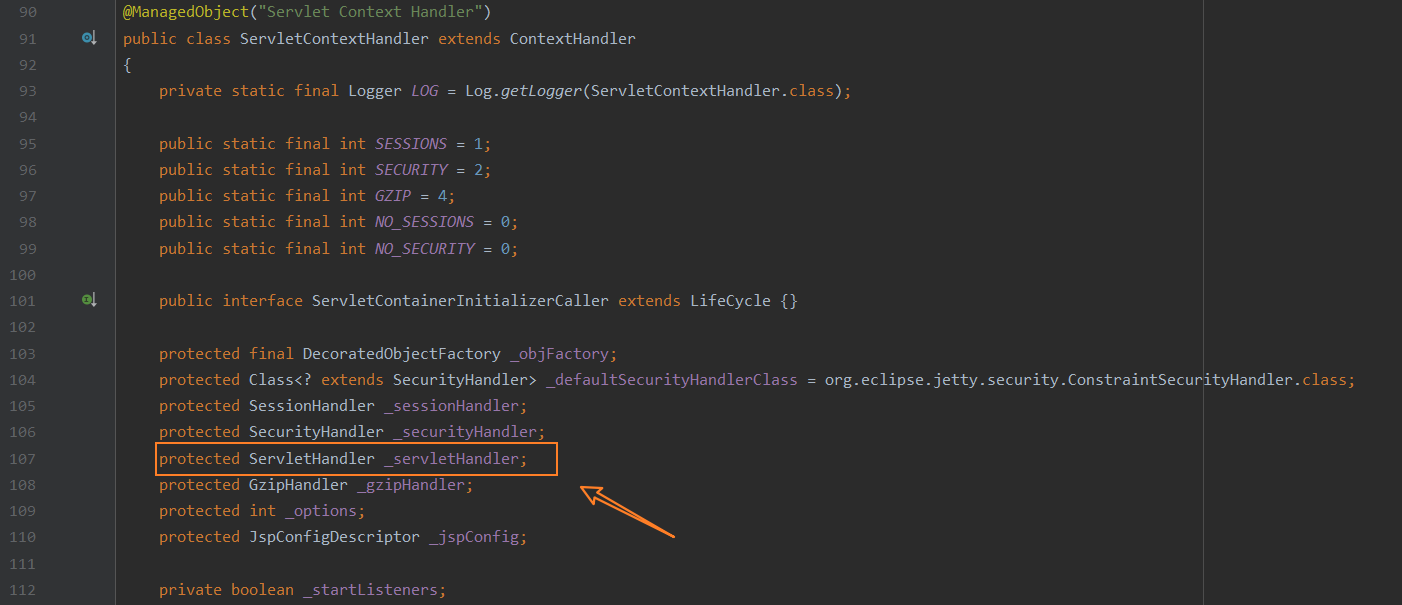 90 @ManagedObject("Servlet Context Handler")
91 public class ServletContextHandler extends ContextHandler
92 {
93     private static final Logger LOG = Log.getLogger(ServletContextHandler.class);
94
95     public static final int SESSIONS = 1;
96     public static final int SECURITY = 2;
97     public static final int GZIP = 4;
98     public static final int NO_SESSIONS = 0;
99     public static final int NO_SECURITY = 0;
100
101     public interface ServletContainerInitializerCaller extends LifeCycle {}
102
103     protected final DecoratedObjectFactory _objFactory;
104     protected Class<? extends SecurityHandler> _defaultSecurityHandlerClass = org.eclipse.jetty.security.ConstraintSecurityHandler.class;
105     protected SessionHandler _sessionHandler;
106     protected SecurityHandler _securityHandler;
107     protected ServletHandler _servletHandler;
108     protected GzipHandler _gzipHandler;
109     protected int _options;
110     protected JspConfigDescriptor _jspConfig;
111
112     private boolean _startListeners;